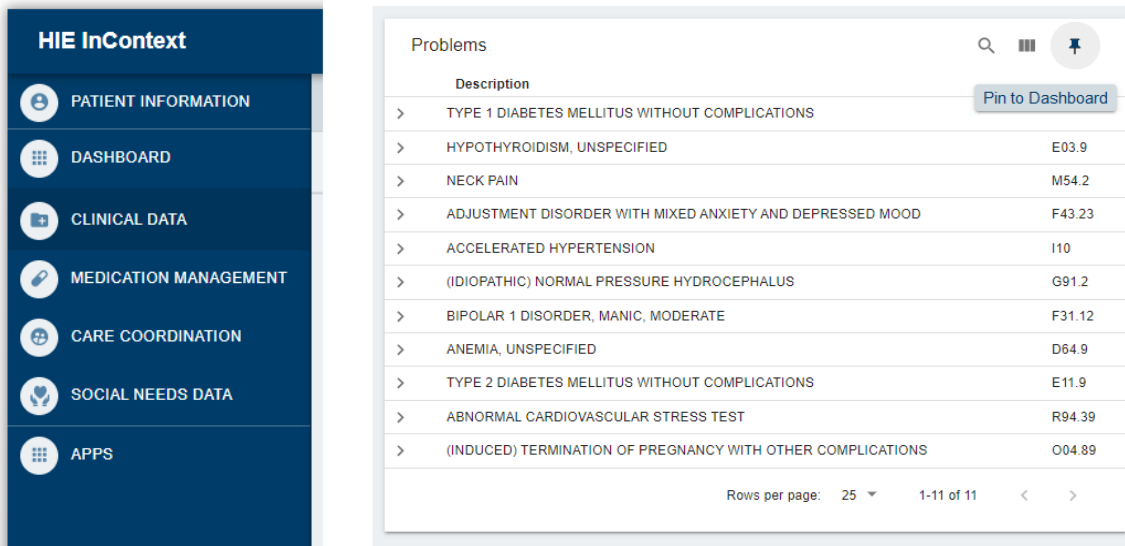 HIE InContext
PATIENT INFORMATION
DASHBOARD
CLINICAL DATA
MEDICATION MANAGEMENT
CARE COORDINATION
SOCIAL NEEDS DATA
APPS
Problems
Description
Pin to Dashboard
TYPE 1 DIABETES MELLITUS WITHOUT COMPLICATIONS
HYPOTHYROIDISM, UNSPECIFIED E03.9
NECK PAIN M54.2
ADJUSTMENT DISORDER WITH MIXED ANXIETY AND DEPRESSED MOOD F43.23
ACCELERATED HYPERTENSION I10
(IDIOPATHIC) NORMAL PRESSURE HYDROCEPHALUS G91.2
BIPOLAR 1 DISORDER, MANIC, MODERATE F31.12
ANEMIA, UNSPECIFIED D64.9
TYPE 2 DIABETES MELLITUS WITHOUT COMPLICATIONS E11.9
ABNORMAL CARDIOVASCULAR STRESS TEST R94.39
(INDUCED) TERMINATION OF PREGNANCY WITH OTHER COMPLICATIONS O04.89
Rows per page: 25 1-11 of 11